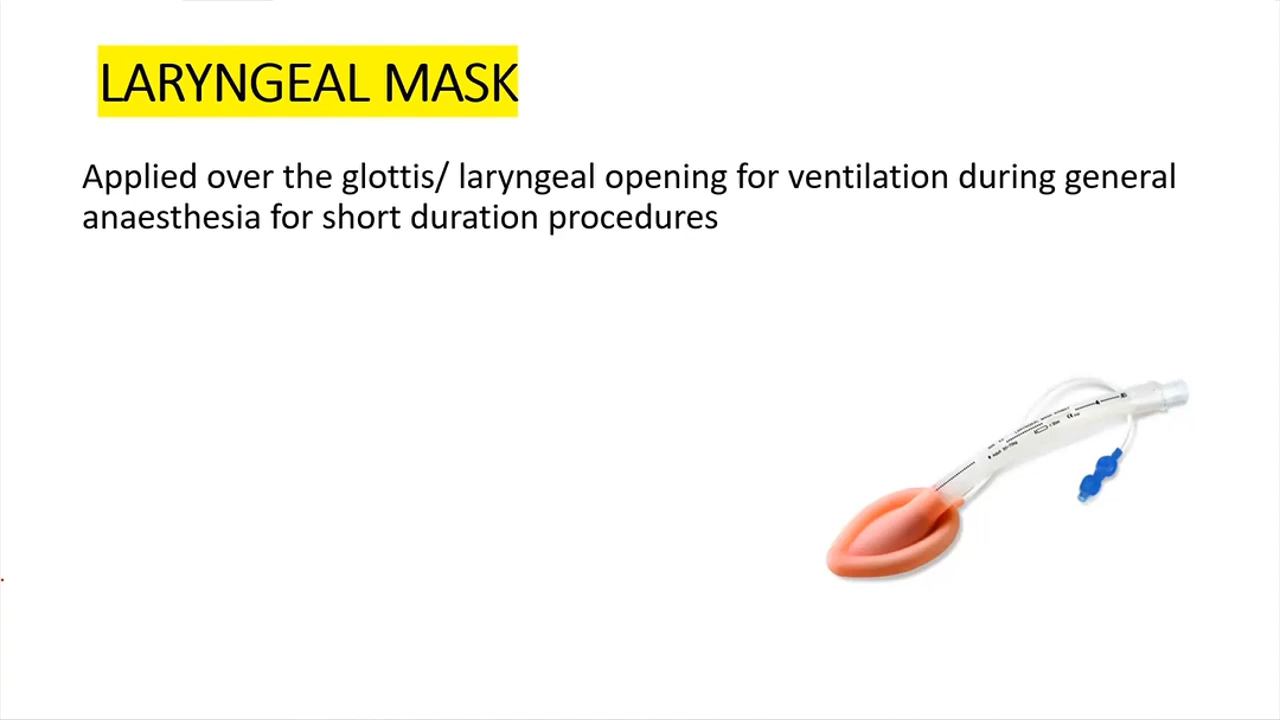 LARYNGEAL MASK
Applied over the glottis/ laryngeal opening for ventilation during general
anaesthesia for short duration procedures